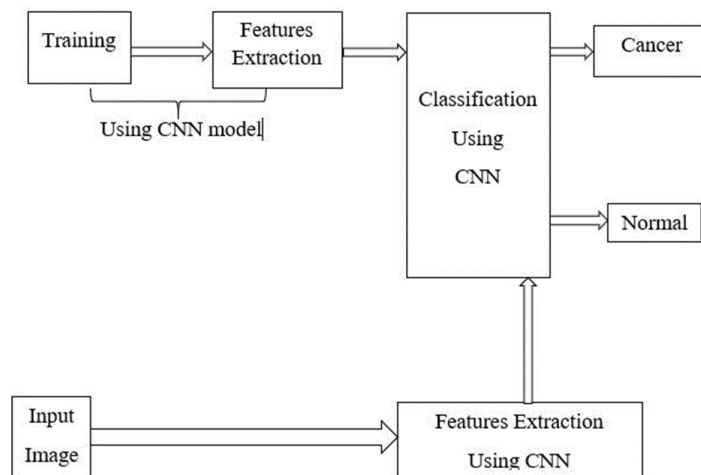 Training
Features
Extraction
Using CNN model
Classification
Using
CNN
Cancer
Normal
Input
Image
Features Extraction
Using CNN